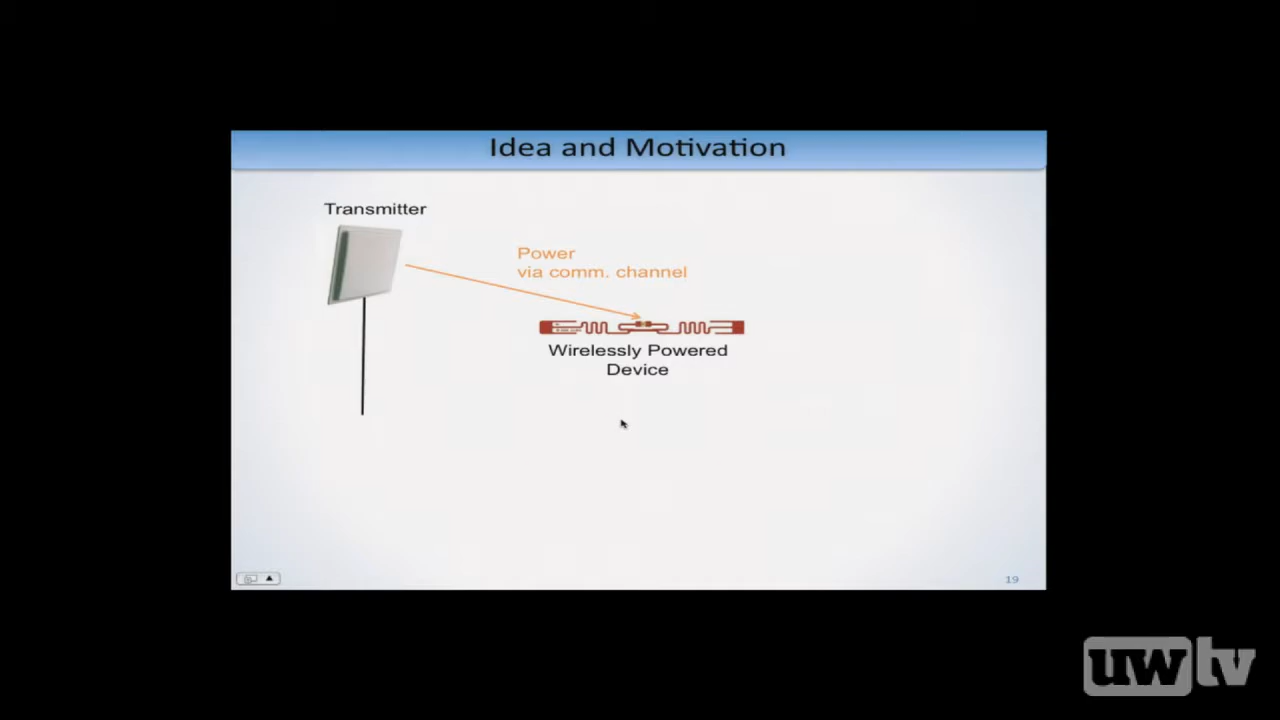 Idea and Motivation
Transmitter
Power
via comm. channel
Wirelessly Powered
Device
19
uwtv